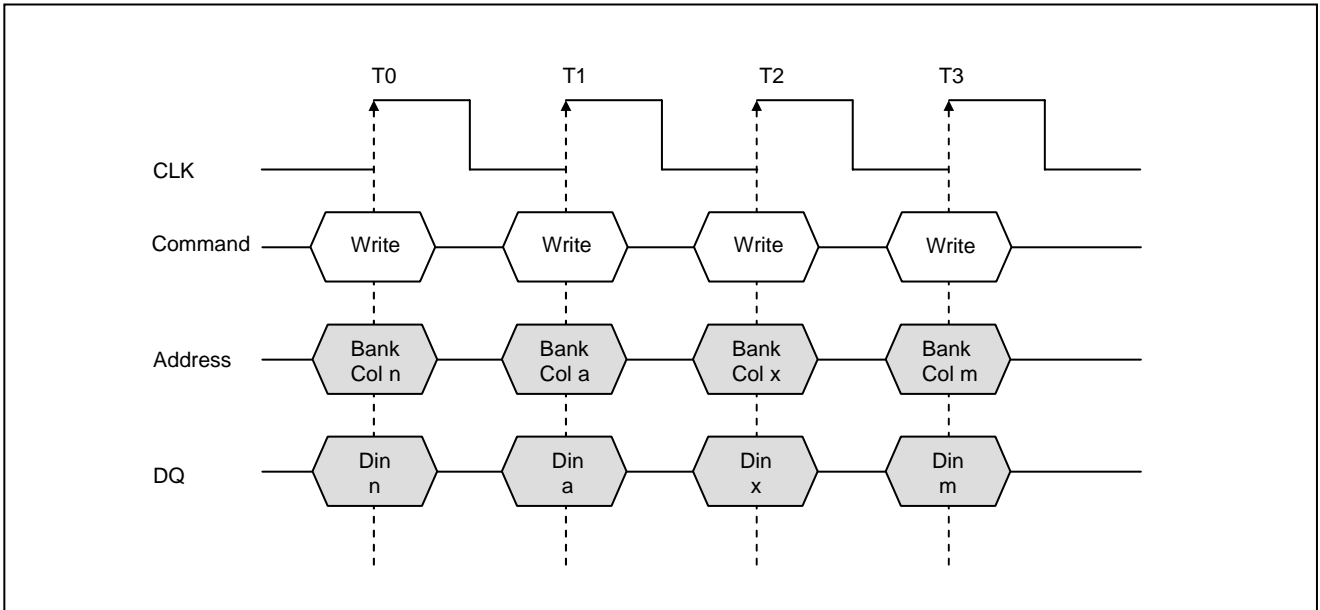 T0 T1 T2 T3
CLK
Command Write Write Write Write
Address Bank Bank Bank Bank
Col n Col a Col x Col m
DQ Din Din Din Din
n a x m